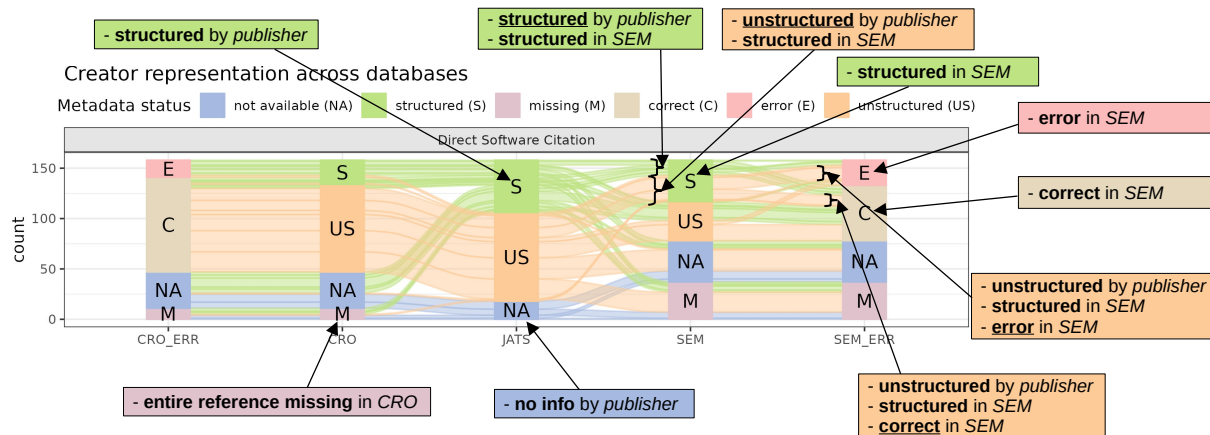 - structured by publisher
- structured by publisher
- structured in SEM
- unstructured by publisher
- structured in SEM
- structured in SEM
Creator representation across databases
Metadata status
not available (NA)
structured (S)
missing (M)
correct (C)
error (E)
unstructured (US)
- error in SEM
Direct Software Citation
count
150
100
50
0
E
C
NA
M
S
US
NA
M
S
US
NA
S
US
NA
M
E
C
NA
M
- correct in SEM
- unstructured by publisher
- structured in SEM
- error in SEM
CRO_ERR
CRO
JATS
SEM
SEM_ERR
- entire reference missing in CRO
- no info by publisher
- unstructured by publisher
- structured in SEM
- correct in SEM